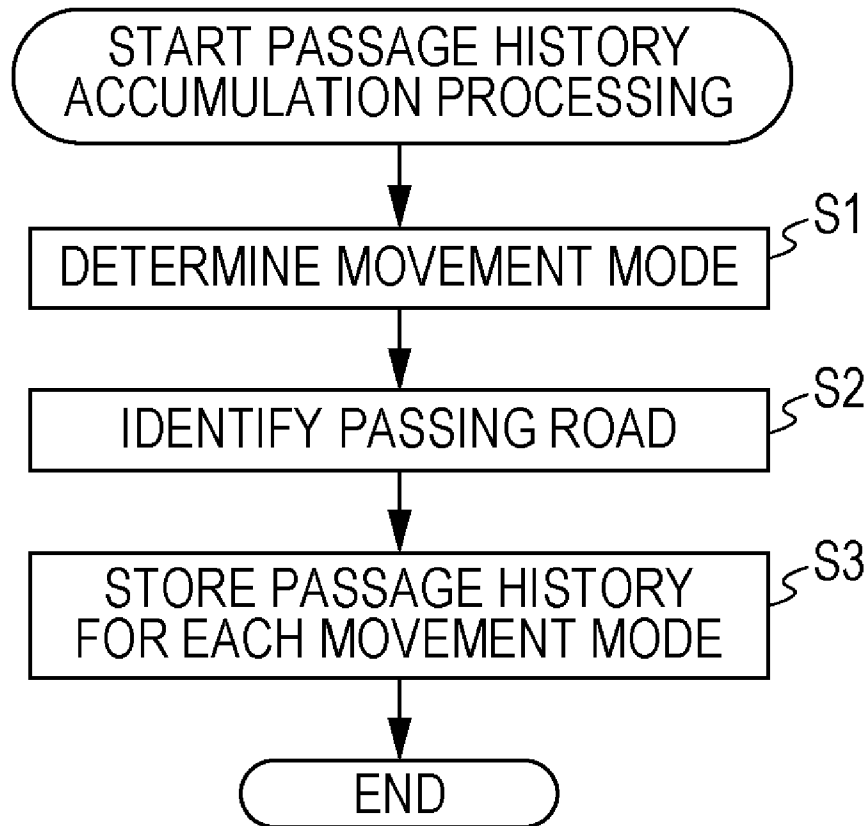 START PASSAGE HISTORY
ACCUMULATION PROCESSING
S1
DETERMINE MOVEMENT MODE
S2
IDENTIFY PASSING ROAD
S3
STORE PASSAGE HISTORY
FOR EACH MOVEMENT MODE
END